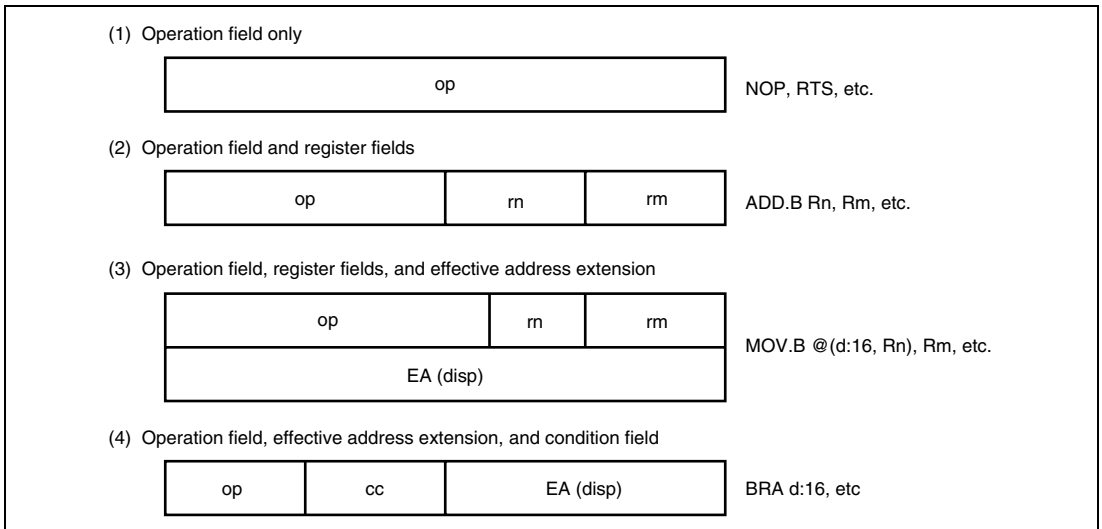 (1) Operation field only
op
NOP, RTS, etc.
(2) Operation field and register fields
op rn rm
ADD.B Rn, Rm, etc.
(3) Operation field, register fields, and effective address extension
op rn rm
EA (disp)
MOV.B @(d:16, Rn), Rm, etc.
(4) Operation field, effective address extension, and condition field
op cc EA (disp)
BRA d:16, etc